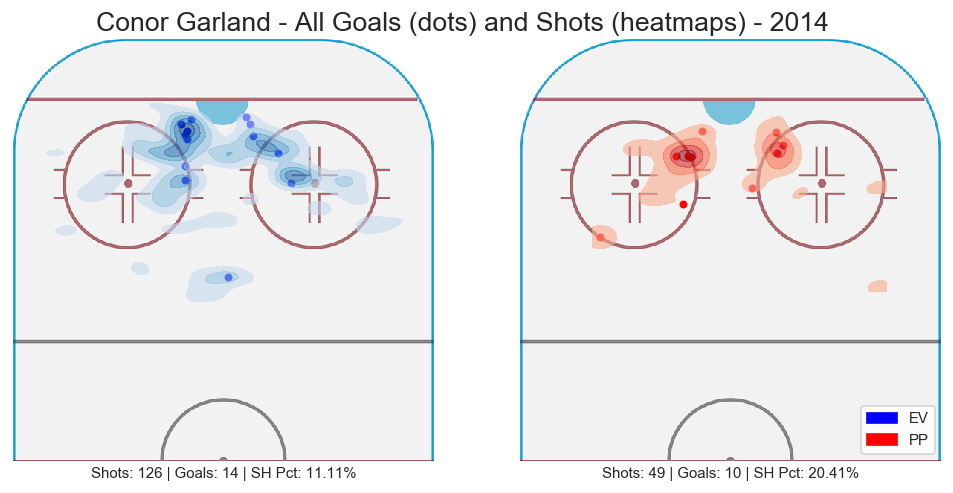 Conor Garland - All Goals (dots) and Shots (heatmaps) - 2014
EV
PP
Shots: 126 | Goals: 14 | SH Pct: 11.11%
Shots: 49 | Goals: 10 | SH Pct: 20.41%